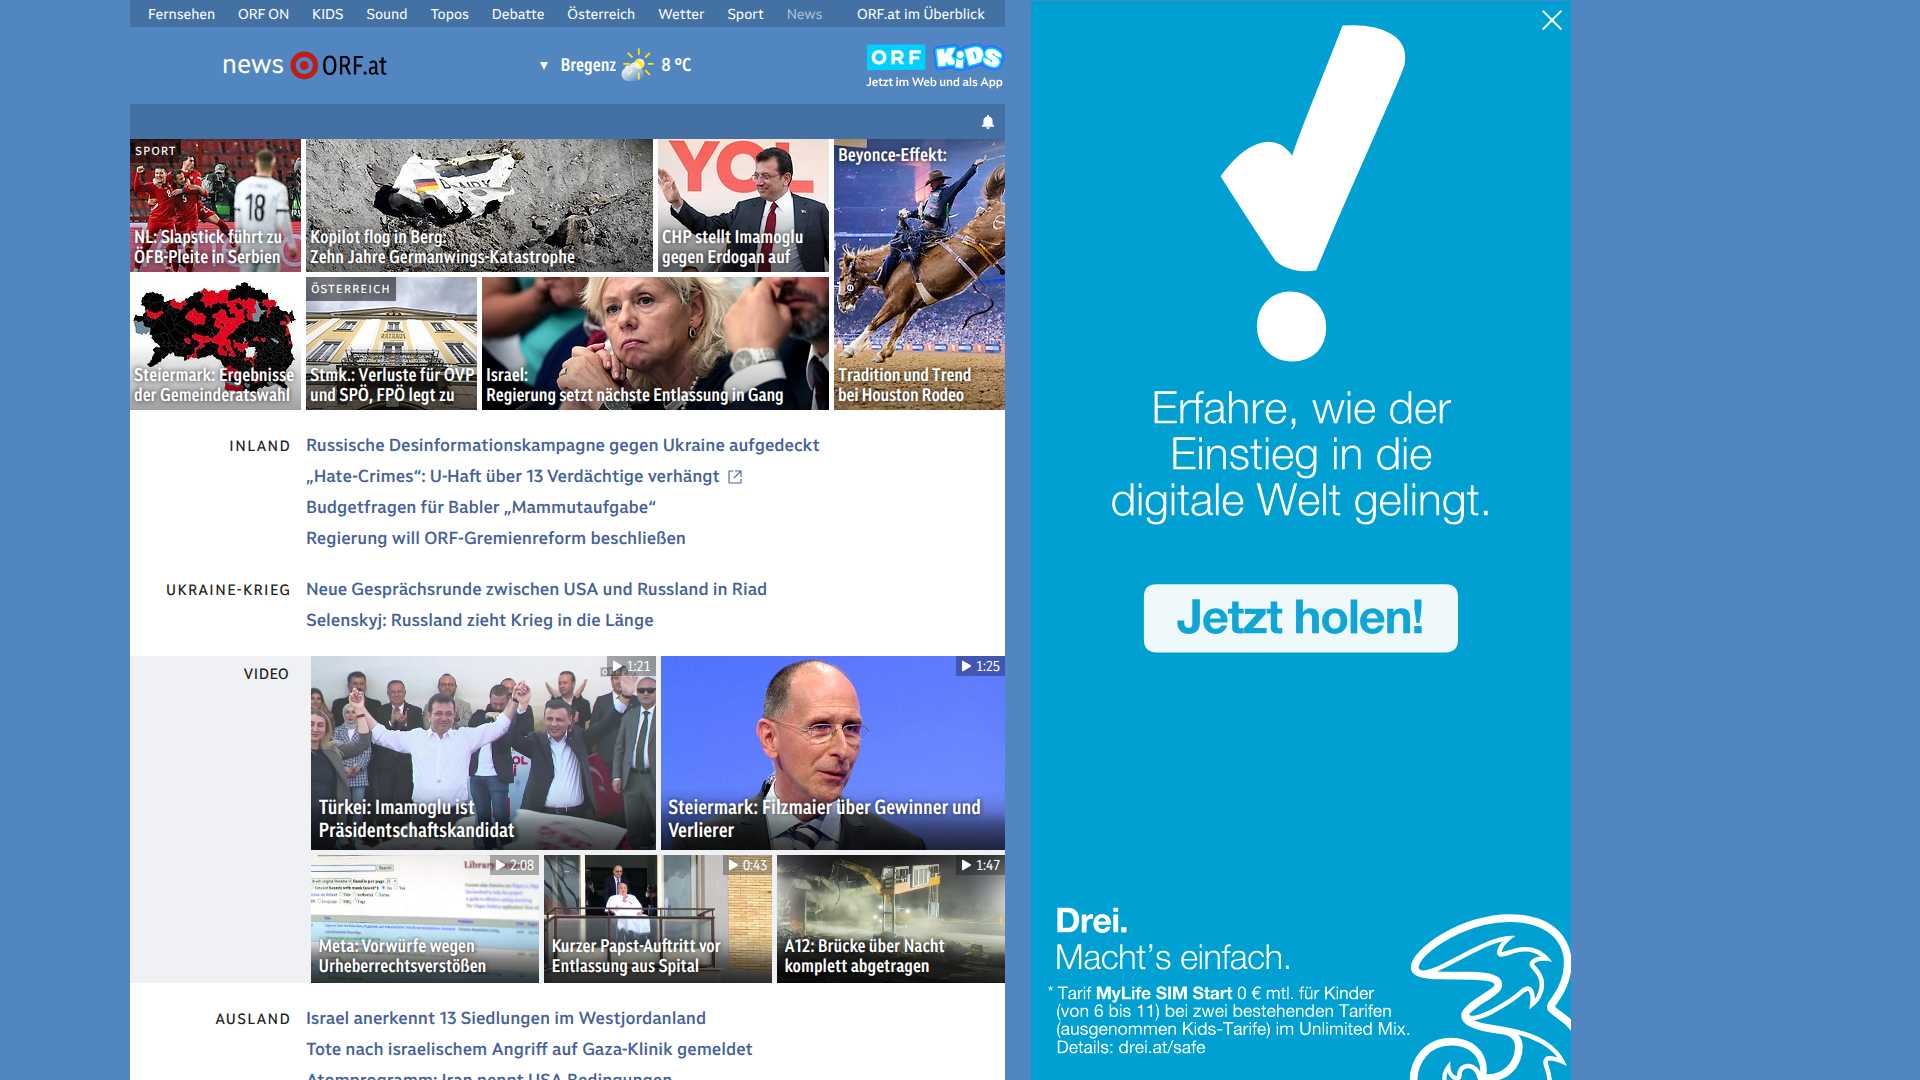 Fernsehen ORF ON KIDS Sound Topos Debatte Österreich Wetter Sport News ORF.at im Überblick
news ORF.at
▼ Bregenz 8 °C
ORF KiDS
Jetzt im Web und als App
SPORT
18
NL: Slapstick führt zu
ÖFB-Pleite in Serbien
Kopilot flog in Berg:
Zehn Jahre Germanwings-Katastrophe
YOL
CHP stellt Imamoglu
gegen Erdogan auf
Beyonce-Effekt:
Tradition und Trend
bei Houston Rodeo
Steiermark: Ergebnisse
der Gemeinderatswahl
ÖSTERREICH
Stmk.: Verluste für ÖVP
und SPÖ, FPÖ legt zu
Israel:
Regierung setzt nächste Entlassung in Gang
INLAND
Russische Desinformationskampagne gegen Ukraine aufgedeckt
„Hate-Crimes“: U-Haft über 13 Verdächtige verhängt
Budgetfragen für Babler „Mammutaufgabe“
Regierung will ORF-Gremienreform beschließen
UKRAINE-KRIEG
Neue Gesprächsrunde zwischen USA und Russland in Riad
Selenskyj: Russland zieht Krieg in die Länge
VIDEO
1:21
Türkei: Imamoglu ist
Präsidentschaftskandidat
1:25
Steiermark: Filzmaier über Gewinner und
Verlierer
2:08
Meta: Vorwürfe wegen
Urheberrechtsverstößen
0:43
Kurzer Papst-Auftritt vor
Entlassung aus Spital
1:47
A12: Brücke über Nacht
komplett abgetragen
AUSLAND
Israel anerkennt 13 Siedlungen im Westjordanland
Tote nach israelischem Angriff auf Gaza-Klinik gemeldet
Atomprogramm: Iran nennt USA Bedingungen
Erfahre, wie der
Einstieg in die
digitale Welt gelingt.
Jetzt holen!
Drei.
Macht’s einfach.
* Tarif MyLife SIM Start 0 € mtl. für Kinder
(von 6 bis 11) bei zwei bestehenden Tarifen
(ausgenommen Kids-Tarife) im Unlimited Mix.
Details: drei.at/safe